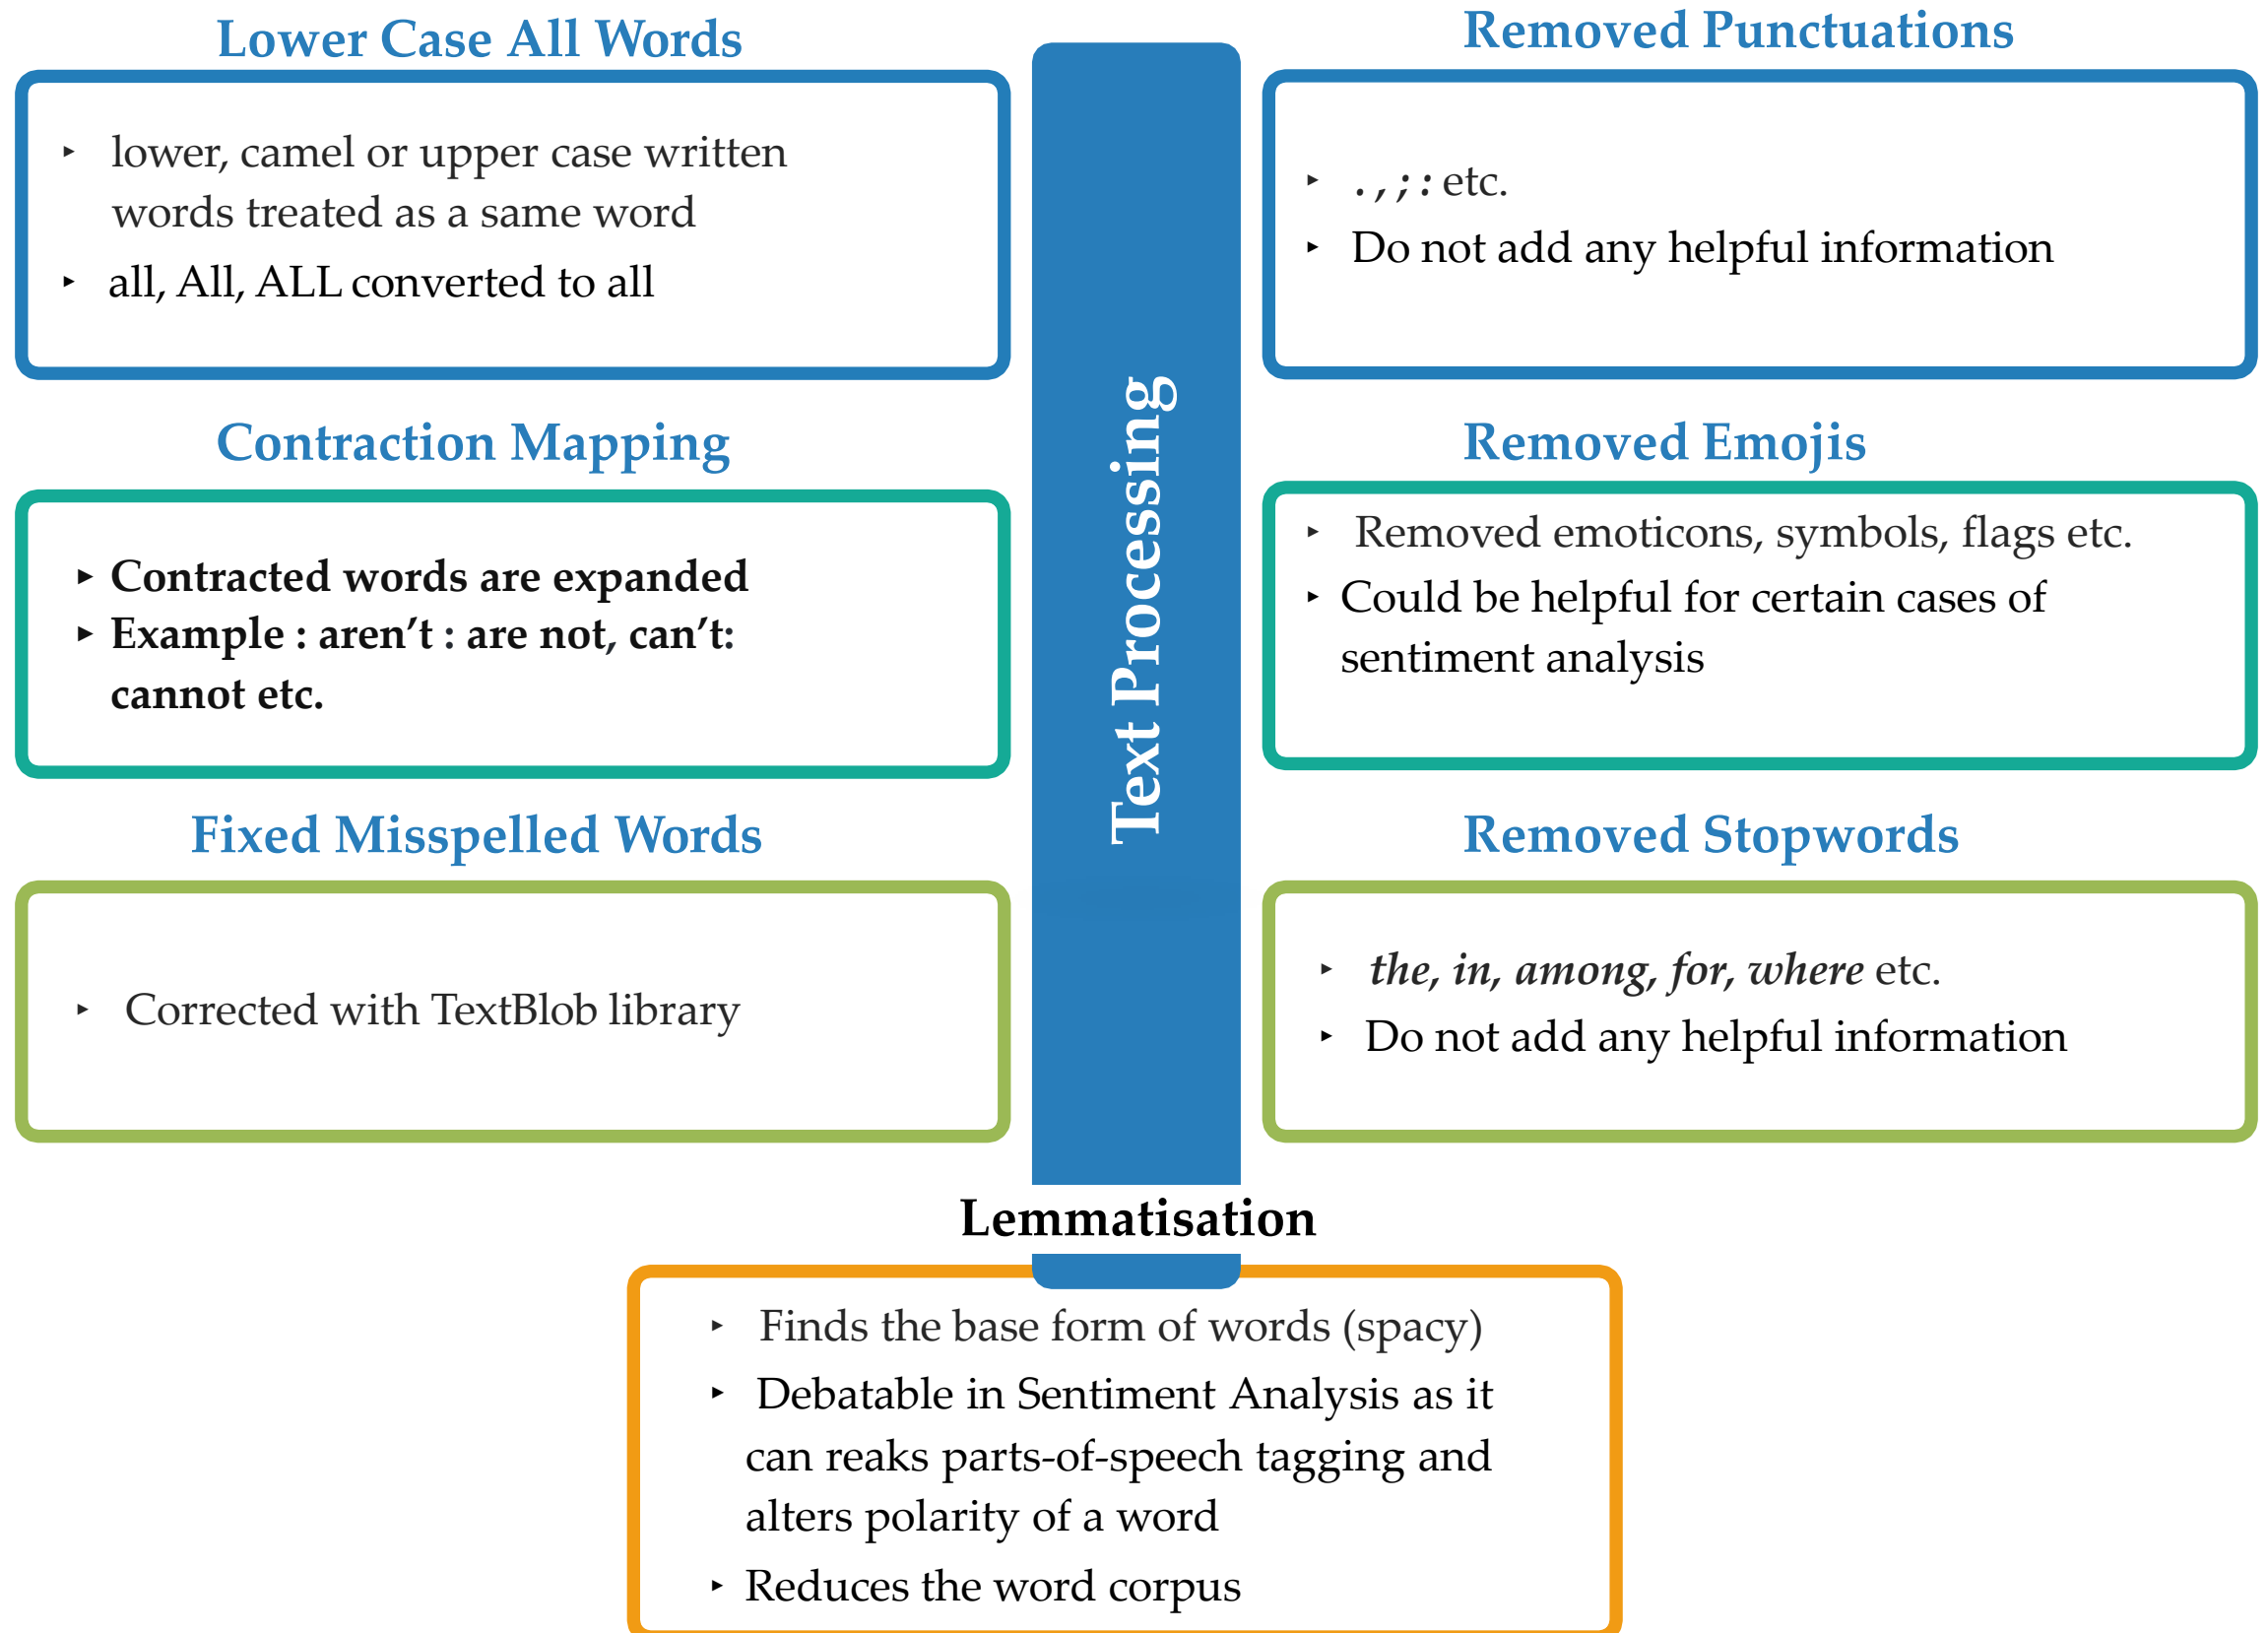 Lower Case All Words
‣ lower, camel or upper case written
words treated as a same word
‣ all, All, ALL converted to all
Contraction Mapping
‣ Contracted words are expanded
‣ Example : aren’t : are not, can’t:
cannot etc.
Fixed Misspelled Words
‣ Corrected with TextBlob library
Text Processing
Removed Punctuations
‣ . , ; : etc.
‣ Do not add any helpful information
Removed Emojis
‣ Removed emoticons, symbols, flags etc.
‣ Could be helpful for certain cases of
sentiment analysis
Removed Stopwords
‣ the, in, among, for, where etc.
‣ Do not add any helpful information
Lemmatisation
‣ Finds the base form of words (spacy)
‣ Debatable in Sentiment Analysis as it
can reaks parts-of-speech tagging and
alters polarity of a word
‣ Reduces the word corpus